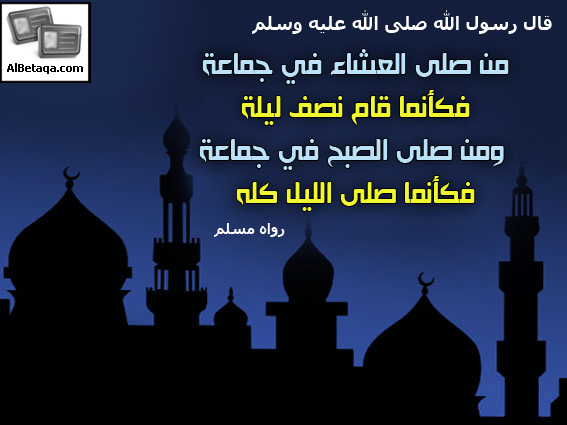 AlBetaqa.com
قال رسول الله صلى الله عليه وسلم
من صلى العشاء في جماعة
فكأنما قام نصف ليلة
ومن صلى الصبح في جماعة
فكأنما صلى الليل كله
رواه مسلم